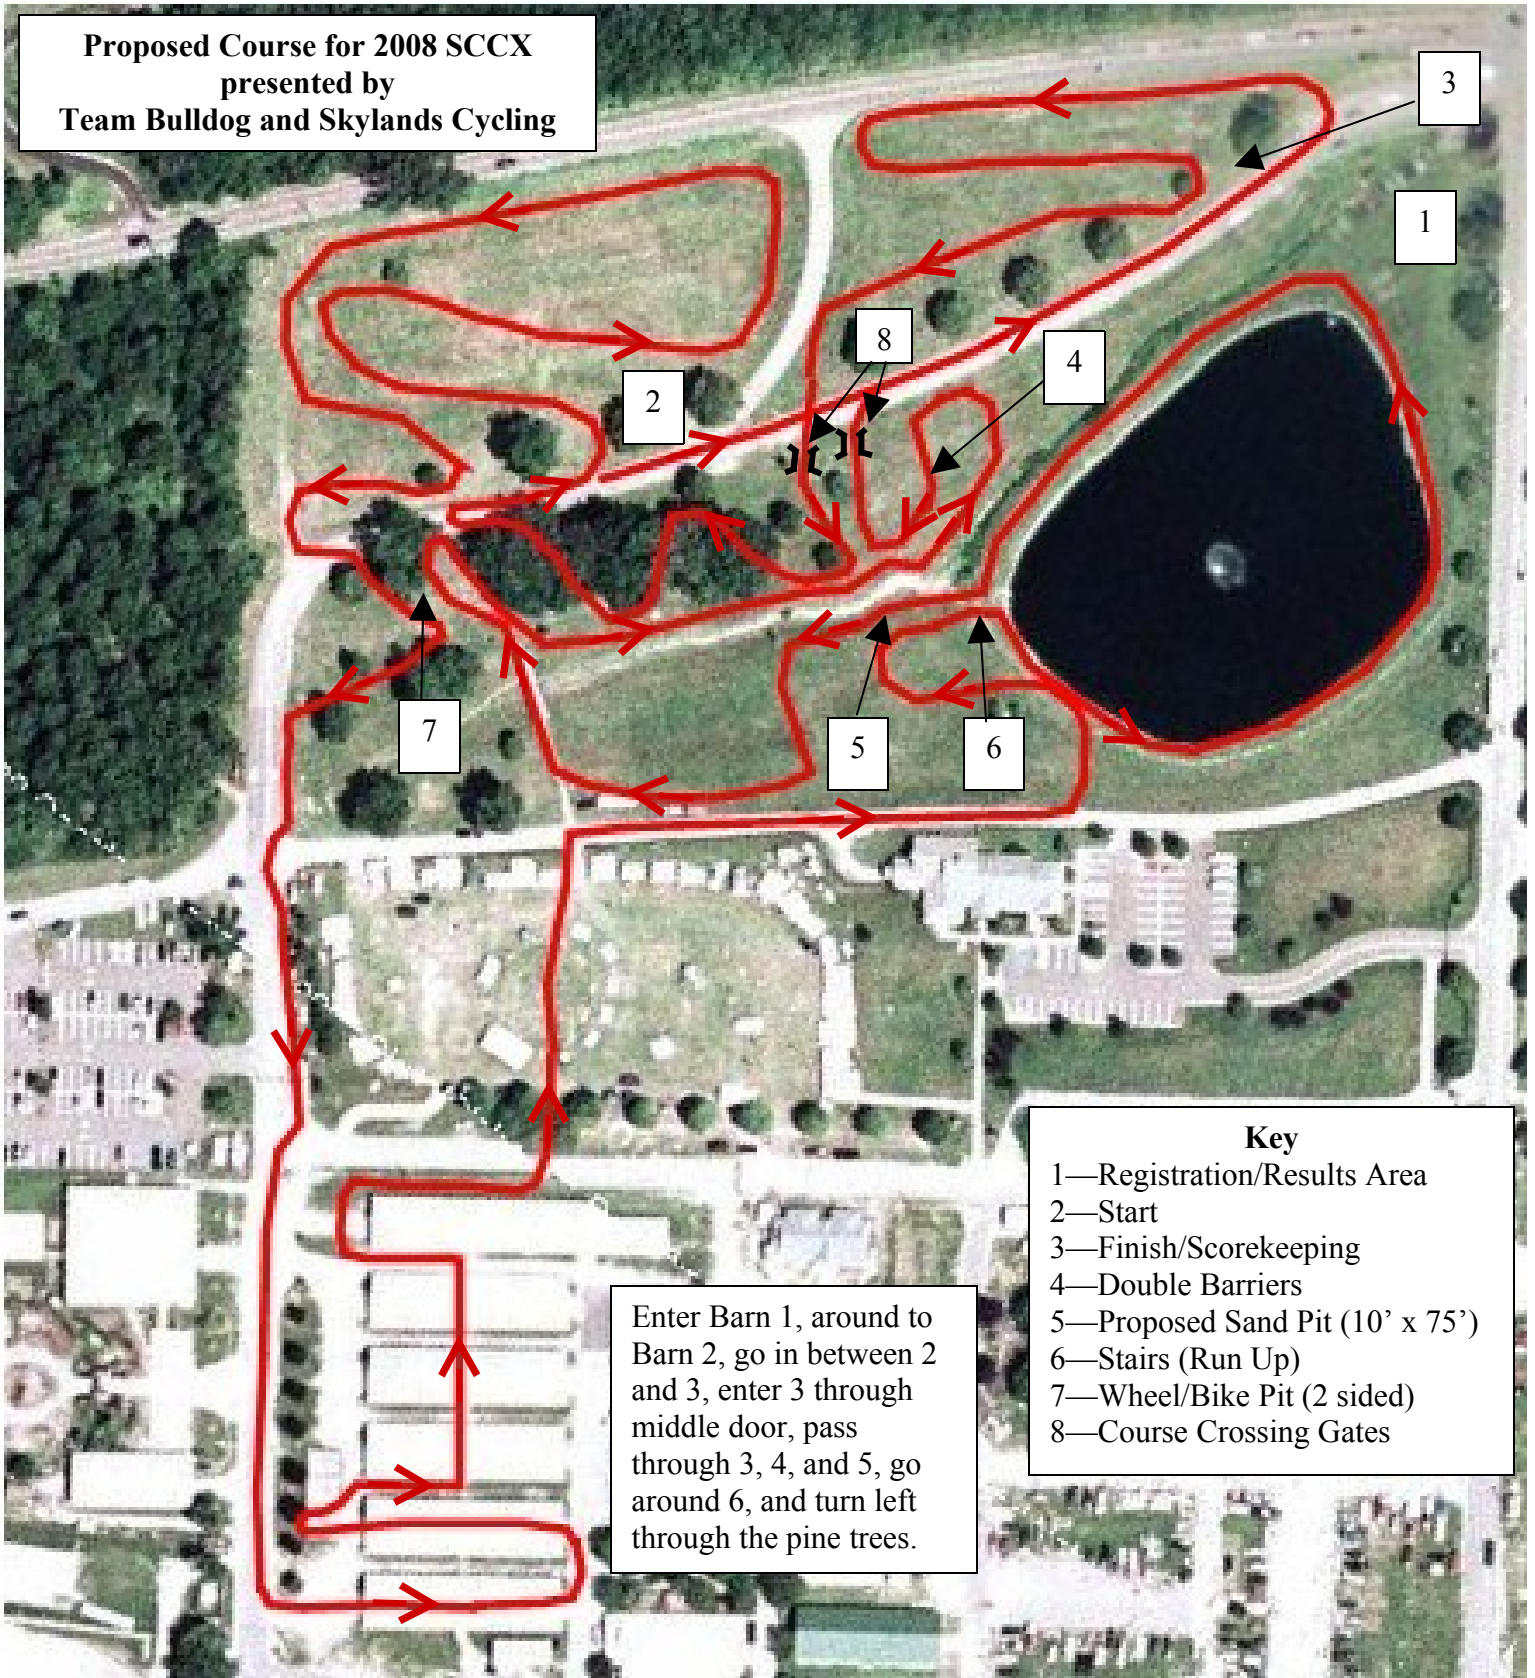 Proposed Course for 2008 SCCX
presented by
Team Bulldog and Skylands Cycling
3
1
8
4
2
7
5
6
Key
1—Registration/Results Area
2—Start
3—Finish/Scorekeeping
4—Double Barriers
5—Proposed Sand Pit (10’ x 75’)
6—Stairs (Run Up)
7—Wheel/Bike Pit (2 sided)
8—Course Crossing Gates
Enter Barn 1, around to
Barn 2, go in between 2
and 3, enter 3 through
middle door, pass
through 3, 4, and 5, go
around 6, and turn left
through the pine trees.